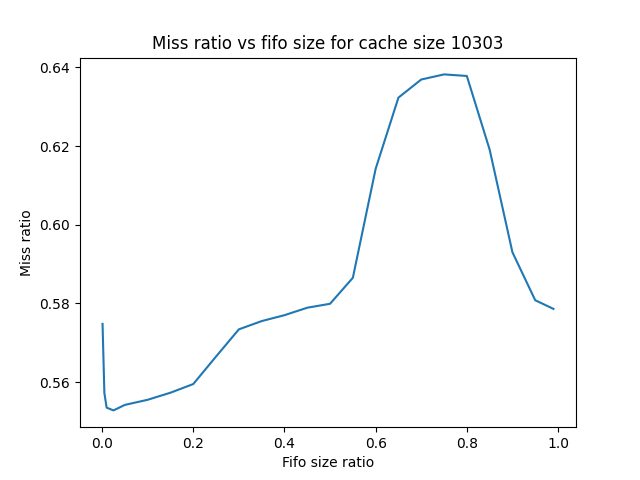 Miss ratio vs fifo size for cache size 10303
0.64
0.62
0.60
0.58
0.56
Miss ratio
0.0 0.2 0.4 0.6 0.8 1.0
Fifo size ratio